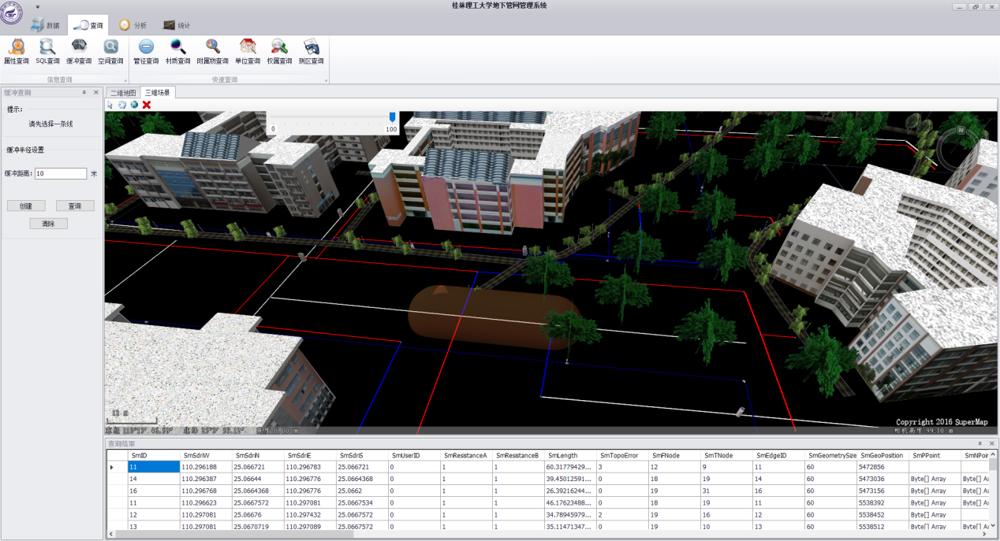 桂林理工大学地下管网管理系统
数据 查询 分析 统计
属性查询 SQL查询 缓冲查询 空间查询 管径查询 材质查询 附属物查询 单位查询 权属查询 测区查询
信息查询 快速查询
缓冲查询 二维地图 三维场景
提示:
请先选择一条线
缓冲半径设置
缓冲距离: 10 米
创建 查询
清除
0 100
N
12 m
Copyright 2016 SuperMap
相机高度 99.10 m
查询结果
SmID SmSdriW SmSdriN SmSdriE SmSdriS SmUserID SmResistanceA SmResistanceB SmLength SmTopoError SmFNode SmTNode SmEdgeID SmGeometrySize SmGeoPosition SmPPoint SmNPoin
11 110.296188 25.066721 110.296783 25.066721 0 1 1 60.31779429... 3 12 9 11 60 5472856
14 110.296387 25.06644 110.296776 25.0664368 0 1 1 39.45012591... 0 18 19 14 60 5473036 Byte[] Array Byte[] Ar
16 110.296768 25.0664368 110.296776 25.0662 0 1 1 26.39216244... 0 19 31 16 60 5473156 Byte[] Array Byte[] Ar
11 110.296623 25.0667572 110.297081 25.0667534 0 1 1 46.17623488... 0 18 19 11 60 5538392 Byte[] Array Byte[] Ar
12 110.297081 25.06676 110.297432 25.0667572 0 1 1 34.78945979... 2 19 16 12 60 5538452 Byte[] Array
13 110.297081 25.0670719 110.297089 25.0667572 0 1 1 35.11471347... 0 19 10 13 60 5538512 Byte[] Array Byte[] Ar